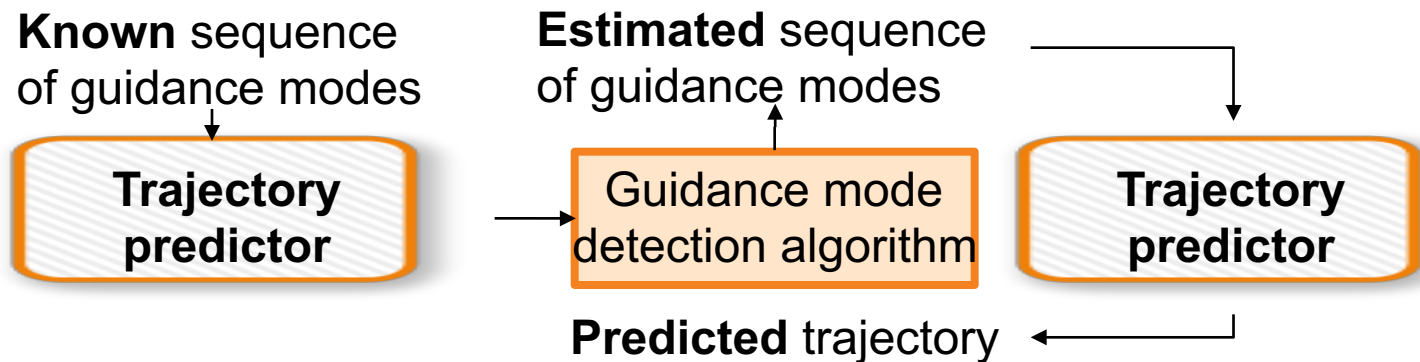 Known sequence
of guidance modes
Trajectory
predictor
Guidance mode
detection algorithm
Estimated sequence
of guidance modes
Trajectory
predictor
Predicted trajectory